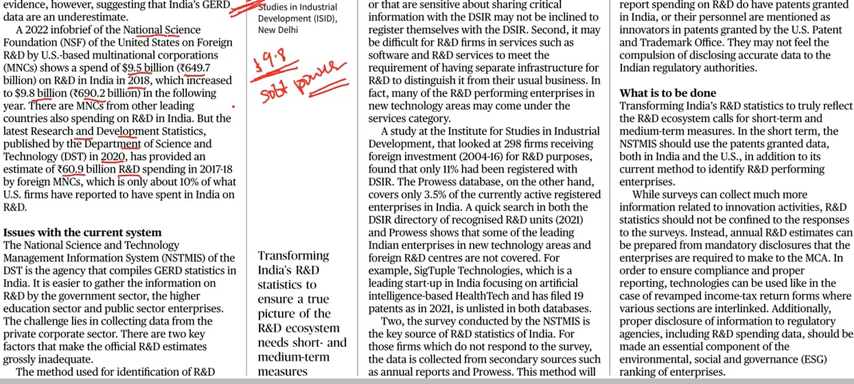 evidence, however, suggesting that India's GERD
data are an underestimate.
A 2022 infobrief of the National Science
Foundation (NSF) of the United States on Foreign
R&D by U.S.-based multinational corporations
(MNCs) shows a spend of $9.5 billion (₹649.7
billion) on R&D in India in 2018, which increased
to $9.8 billion (₹690.2 billion) in the following
year. There are MNCs from other leading
countries also spending on R&D in India. But the
latest Research and Development Statistics,
published by the Department of Science and
Technology (DST) in 2020, has provided an
estimate of ₹60.9 billion R&D spending in 2017-18
by foreign MNCs, which is only about 10% of what
U.S. firms have reported to have spent in India on
R&D.
Issues with the current system
The National Science and Technology
Management Information System (NSTMIS) of the
DST is the agency that compiles GERD statistics in
India. It is easier to gather the information on
R&D by the government sector, the higher
education sector and public sector enterprises.
The challenge lies in collecting data from the
private corporate sector. There are two key
factors that make the official R&D estimates
grossly inadequate.
The method used for identification of R&D
Studies in Industrial
Development (ISID),
New Delhi
$9.8
soft power
Transforming
India's R&D
statistics to
ensure a true
picture of the
R&D ecosystem
needs short- and
medium-term
measures
or that are sensitive about sharing critical
information with the DSIR may not be inclined to
register themselves with the DSIR. Second, it may
be difficult for R&D firms in services such as
software and R&D services to meet the
requirement of having separate infrastructure for
R&D to distinguish it from their usual business. In
fact, many of the R&D performing enterprises in
new technology areas may come under the
services category.
A study at the Institute for Studies in Industrial
Development, that looked at 298 firms receiving
foreign investment (2004-16) for R&D purposes,
found that only 11% had been registered with
DSIR. The Prowess database, on the other hand,
covers only 3.5% of the currently active registered
enterprises in India. A quick search in both the
DSIR directory of recognised R&D units (2021)
and Prowess shows that some of the leading
Indian enterprises in new technology areas and
foreign R&D centres are not covered. For
example, SigTuple Technologies, which is a
leading start-up in India focusing on artificial
intelligence-based HealthTech and has filed 19
patents as in 2021, is unlisted in both databases.
Two, the survey conducted by the NSTMIS is
the key source of R&D statistics of India. For
those firms which do not respond to the survey,
the data is collected from secondary sources such
as annual reports and Prowess. This method will
report spending on R&D do have patents granted
in India, or their personnel are mentioned as
innovators in patents granted by the U.S. Patent
and Trademark Office. They may not feel the
compulsion of disclosing accurate data to the
Indian regulatory authorities.
What is to be done
Transforming India's R&D statistics to truly reflect
the R&D ecosystem calls for short-term and
medium-term measures. In the short term, the
NSTMIS should use the patents granted data,
both in India and the U.S., in addition to its
current method to identify R&D performing
enterprises.
While surveys can collect much more
information related to innovation activities, R&D
statistics should not be confined to the responses
to the surveys. Instead, annual R&D estimates can
be prepared from mandatory disclosures that the
enterprises are required to make to the MCA. In
order to ensure compliance and proper
reporting, technologies can be used like in the
case of revamped income-tax return forms where
various sections are interlinked. Additionally,
proper disclosure of information to regulatory
agencies, including R&D spending data, should be
made an essential component of the
environmental, social and governance (ESG)
ranking of enterprises.